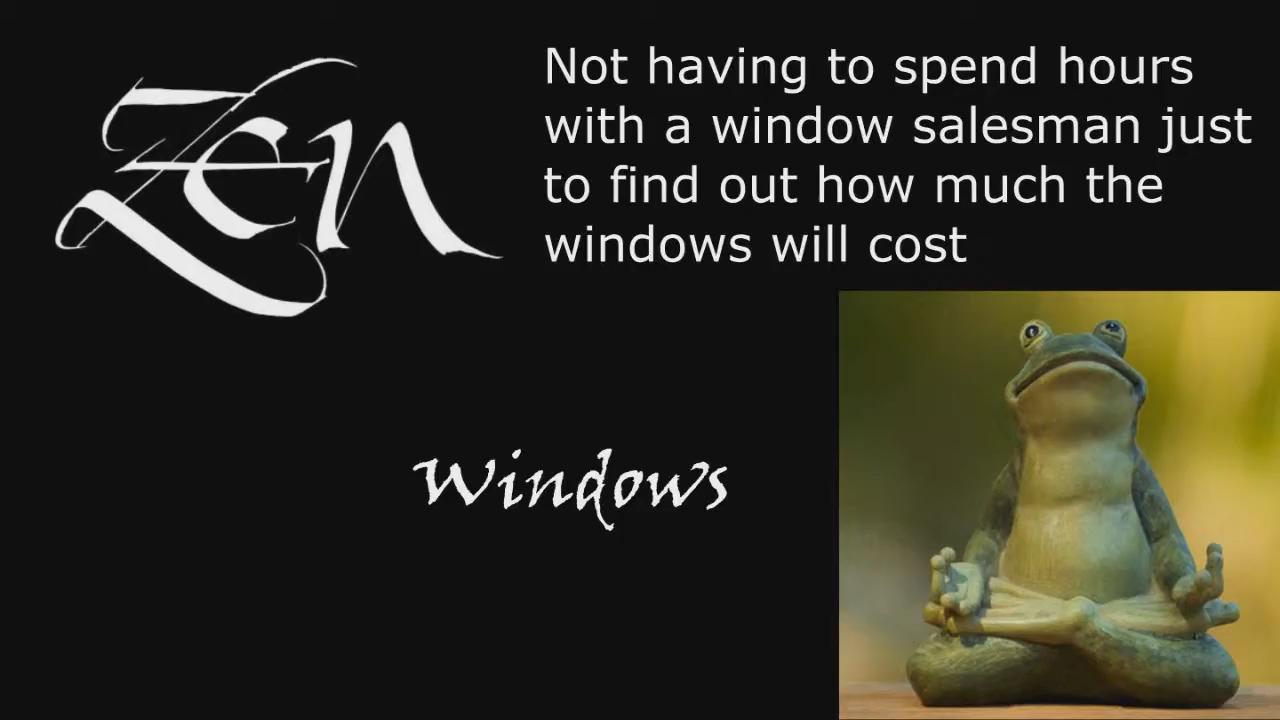 Zen
Not having to spend hours
with a window salesman just
to find out how much the
windows will cost
Windows